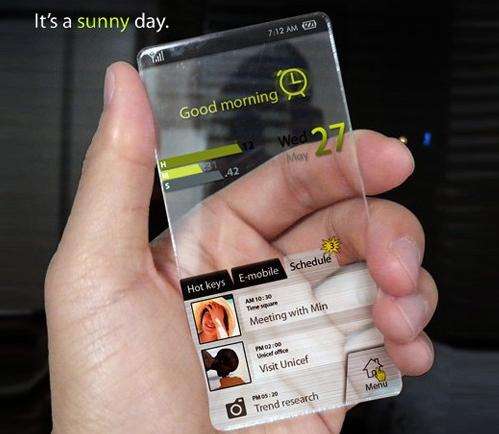 It's a sunny day.
7:12 AM
Good morning
H 12
M .31
S .42
Wed 27
May
Hot keys E-mobile Schedule 3
AM 10 : 30
Time square
Meeting with Min
PM 02 : 00
Unicef office
Visit Unicef
PM 05 : 20
Trend research
Menu